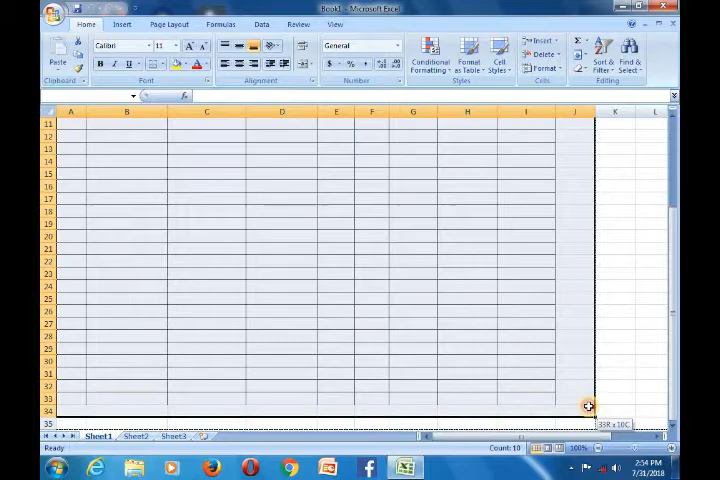 Book1 - Microsoft Excel
Home Insert Page Layout Formulas Data Review View
Paste
Clipboard
Calibri 11
B I U
Font
Alignment
General
$ % ,
Number
Conditional Formatting
Format as Table
Cell Styles
Styles
Insert
Delete
Format
Cells
Sort & Filter
Find & Select
Editing
fx
A B C D E F G H I J K L
11
12
13
14
15
16
17
18
19
20
21
22
23
24
25
26
27
28
29
30
31
32
33
34
35
33R x 10C
Sheet1 Sheet2 Sheet3
Ready Count: 10 100%
2:54 PM
7/31/2018